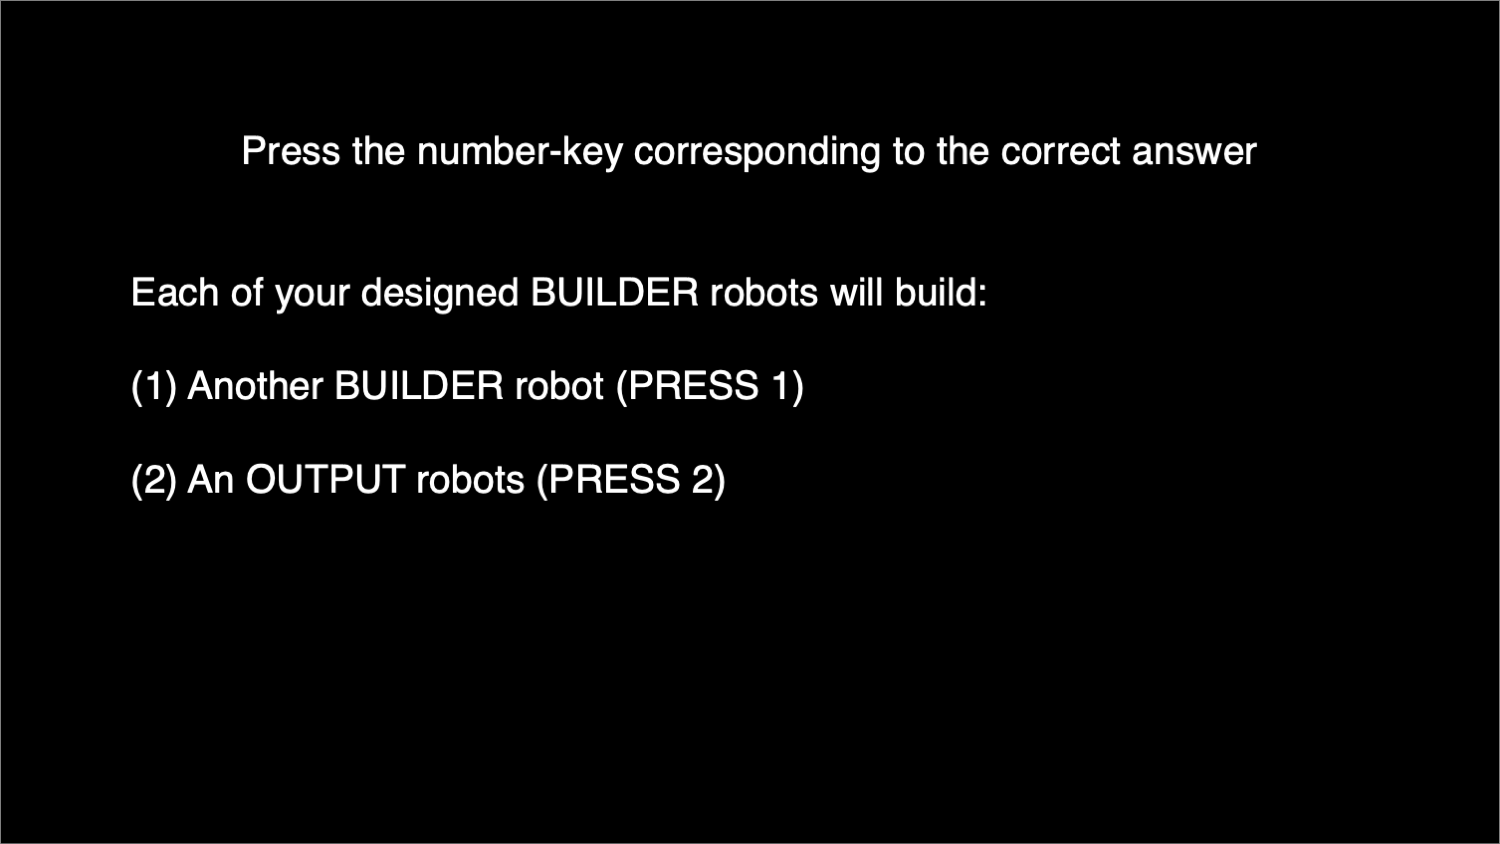 Press the number-key corresponding to the correct answer
Each of your designed BUILDER robots will build:
(1) Another BUILDER robot (PRESS 1)
(2) An OUTPUT robots (PRESS 2)